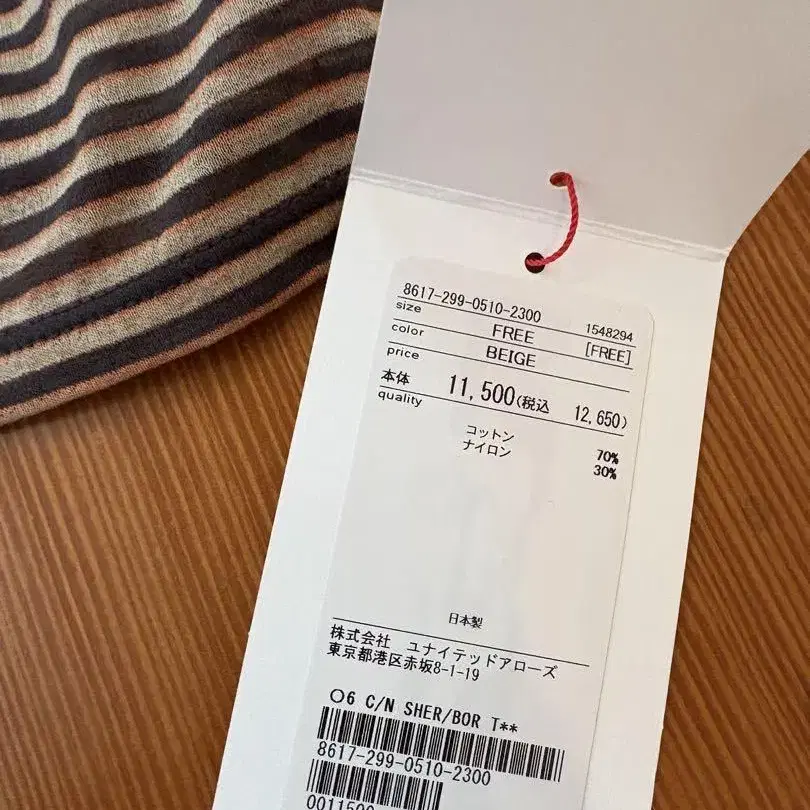 8617-299-0510-2300
size FREE 1548294
color BEIGE [FREE]
price
本体 11,500(税込 12,650)
quality
コットン 70%
ナイロン 30%
日本製
株式会社 ユナイテッドアローズ
東京都港区赤坂8-1-19
〇6 C/N SHER/BOR T**
8617-299-0510-2300
0011500